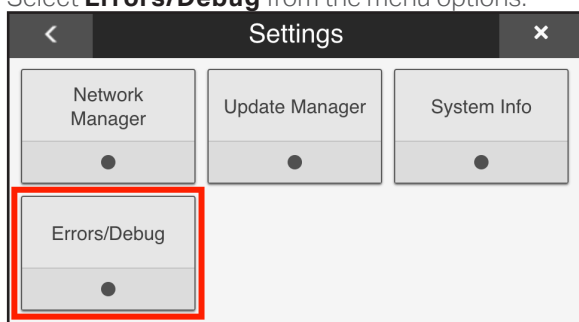 Select Errors/Debug from the menu options.
Settings
Network
Manager
Update Manager
System Info
Errors/Debug